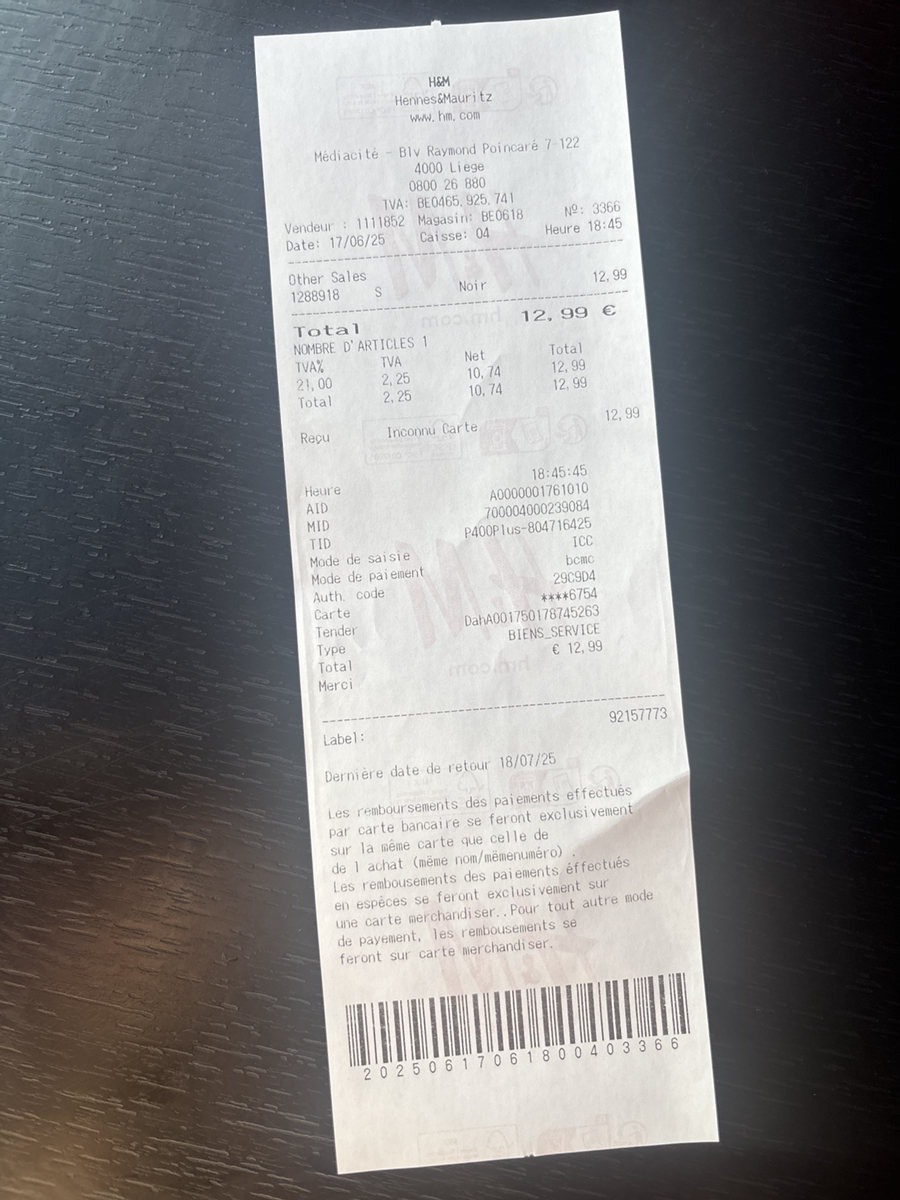 H&M
Hennes&Mauritz
www.hm.com
Médiacité - Blv Raymond Poincaré 7-122
4000 Liege
0800 26 880
TVA: BE0465.925.741
Vendeur : 1111852 Magasin: BE0618 Nº: 3366
Date: 17/06/25 Caisse: 04 Heure 18:45
Other Sales
1288918 S Noir 12,99
Total 12,99 €
NOMBRE D'ARTICLES 1
TVA% TVA Net Total
21,00 2,25 10,74 12,99
Total 2,25 10,74 12,99
Reçu Inconnu Carte 12,99
Heure 18:45:45
AID A0000001761010
MID 700004000239084
TID P400Plus-804716425
Mode de saisie ICC
Mode de paiement bcmc
Auth. code 29C9D4
Carte ****6754
Tender DahA001750178745263
Type BIENS_SERVICE
Total € 12,99
Merci
Label: 92157773
Dernière date de retour 18/07/25
Les remboursements des paiements effectués
par carte bancaire se feront exclusivement
sur la même carte que celle de
de l achat (même nom/mêmenuméro) .
Les rembousements des paiements éffectués
en espèces se feront exclusivement sur
une carte merchandiser..Pour tout autre mode
de payement, les rembousements se
feront sur carte merchandiser.
20250617061800403366